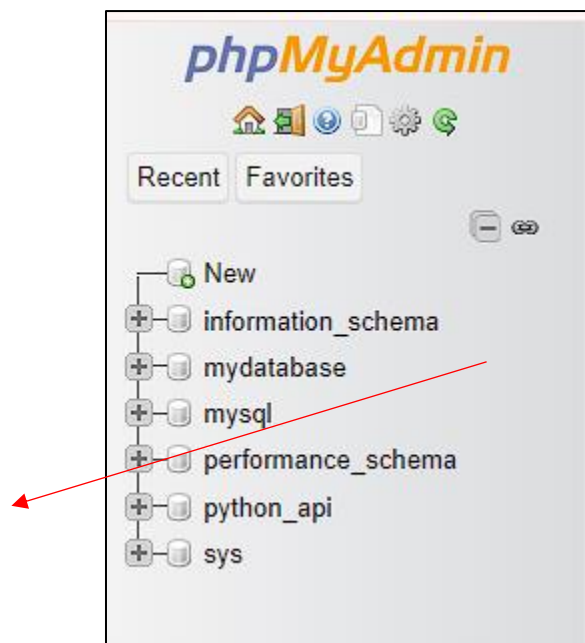 phpMyAdmin
Recent Favorites
New
information_schema
mydatabase
mysql
performance_schema
python_api
sys